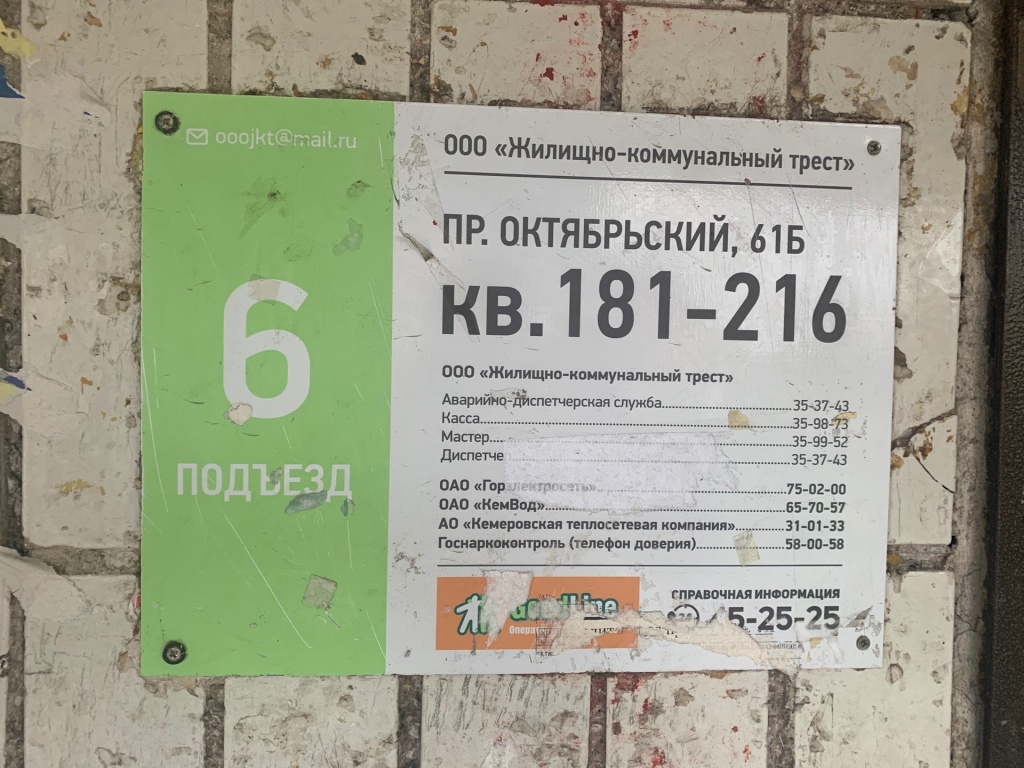 ooojkt@mail.ru
6
ПОДЪЕЗД
ООО «Жилищно-коммунальный трест»
ПР. ОКТЯБРЬСКИЙ, 61Б
кв.181-216
ООО «Жилищно-коммунальный трест»
Аварийно-диспетчерская служба...............................35-37-43
Касса..........................................................................35-98-73
Мастер........................................................................35-99-52
Диспетче.....................................................................35-37-43
ОАО «Горэлектросеть»..............................................75-02-00
ОАО «КемВод»...........................................................65-70-57
АО «Кемеровская теплосетевая компания»............31-01-33
Госнаркоконтроль (телефон доверия)......................58-00-58
GoodLine
СПРАВОЧНАЯ ИНФОРМАЦИЯ
5-25-25